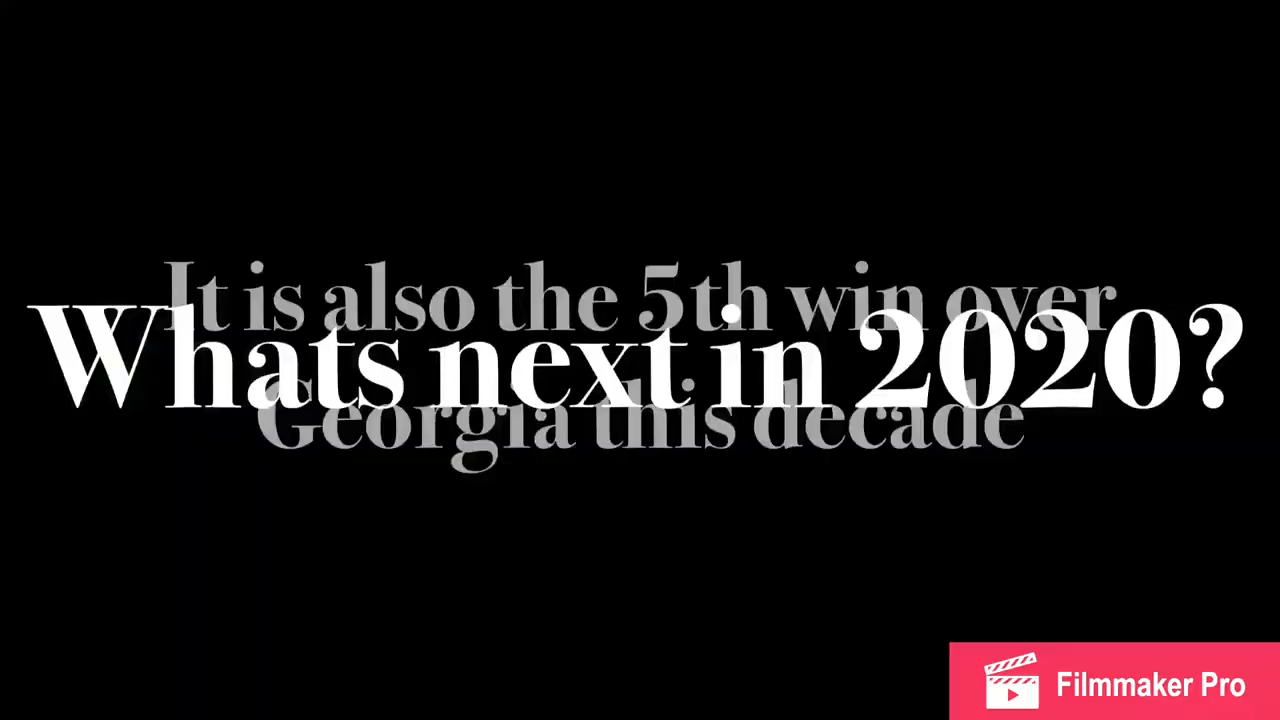 It is also the 5th win over
Whats next in 2020?
Georgia this decade
Filmmaker Pro